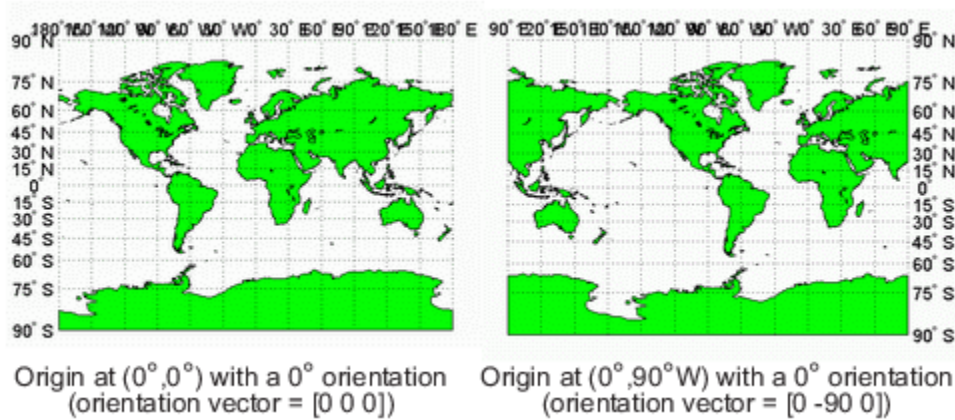 90° N
75° N
60° N
45° N
30° N
15° N
0°
15° S
30° S
45° S
60° S
75° S
90° S
Origin at (0°,0°) with a 0° orientation
(orientation vector = [0 0 0])
90° N
75° N
60° N
45° N
30° N
15° N
0°
15° S
30° S
45° S
60° S
75° S
90° S
Origin at (0°,90°W) with a 0° orientation
(orientation vector = [0 -90 0])